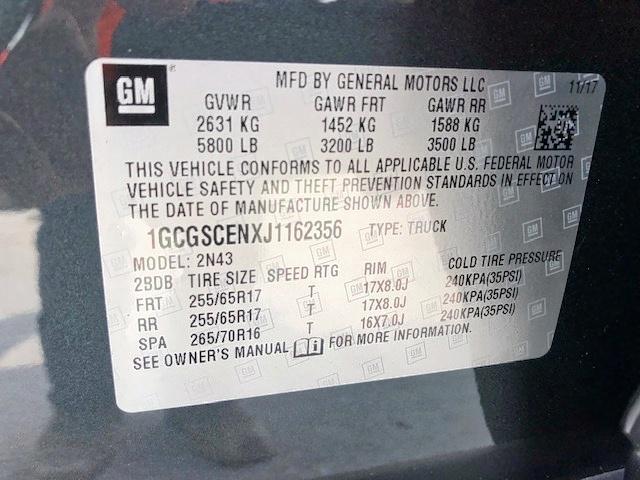 GM
MFD BY GENERAL MOTORS LLC 11/17
GVWR GAWR FRT GAWR RR
2631 KG 1452 KG 1588 KG
5800 LB 3200 LB 3500 LB
THIS VEHICLE CONFORMS TO ALL APPLICABLE U.S. FEDERAL MOTOR
VEHICLE SAFETY AND THEFT PREVENTION STANDARDS IN EFFECT ON
THE DATE OF MANUFACTURE SHOWN ABOVE.
1GCGSCENXJ1162356 TYPE: TRUCK
MODEL: 2N43
2BDB TIRE SIZE SPEED RTG RIM COLD TIRE PRESSURE
FRT 255/65R17 T 17X8.0J 240KPA(35PSI)
RR 255/65R17 T 17X8.0J 240KPA(35PSI)
SPA 265/70R16 T 16X7.0J 240KPA(35PSI)
SEE OWNER'S MANUAL FOR MORE INFORMATION.